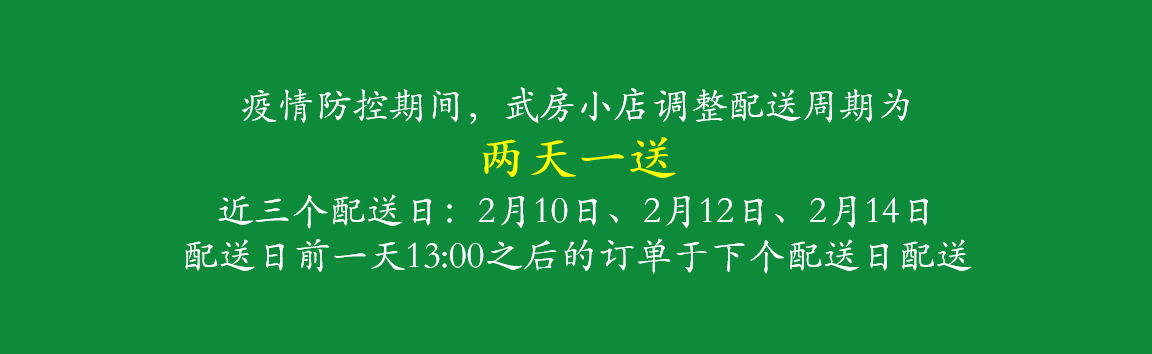 疫情防控期间，武房小店调整配送周期为
两天一送
近三个配送日：2月10日、2月12日、2月14日
配送日前一天13:00之后的订单于下个配送日配送